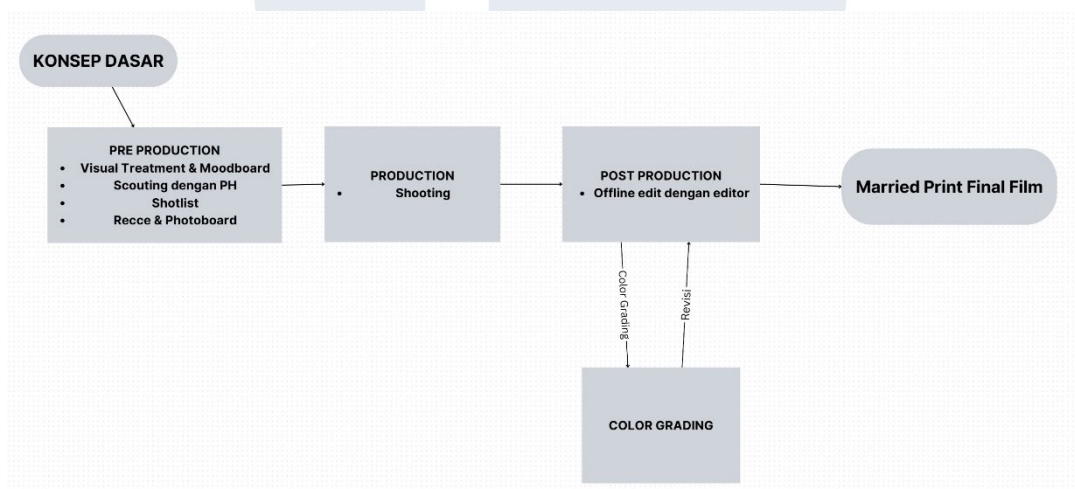 KONSEP DASAR
PRE PRODUCTION
• Visual Treatment & Moodboard
• Scouting dengan PH
• Shotlist
• Recce & Photoboard
PRODUCTION
• Shooting
POST PRODUCTION
• Offline edit dengan editor
Married Print Final Film
Color Grading
Revisi
COLOR GRADING